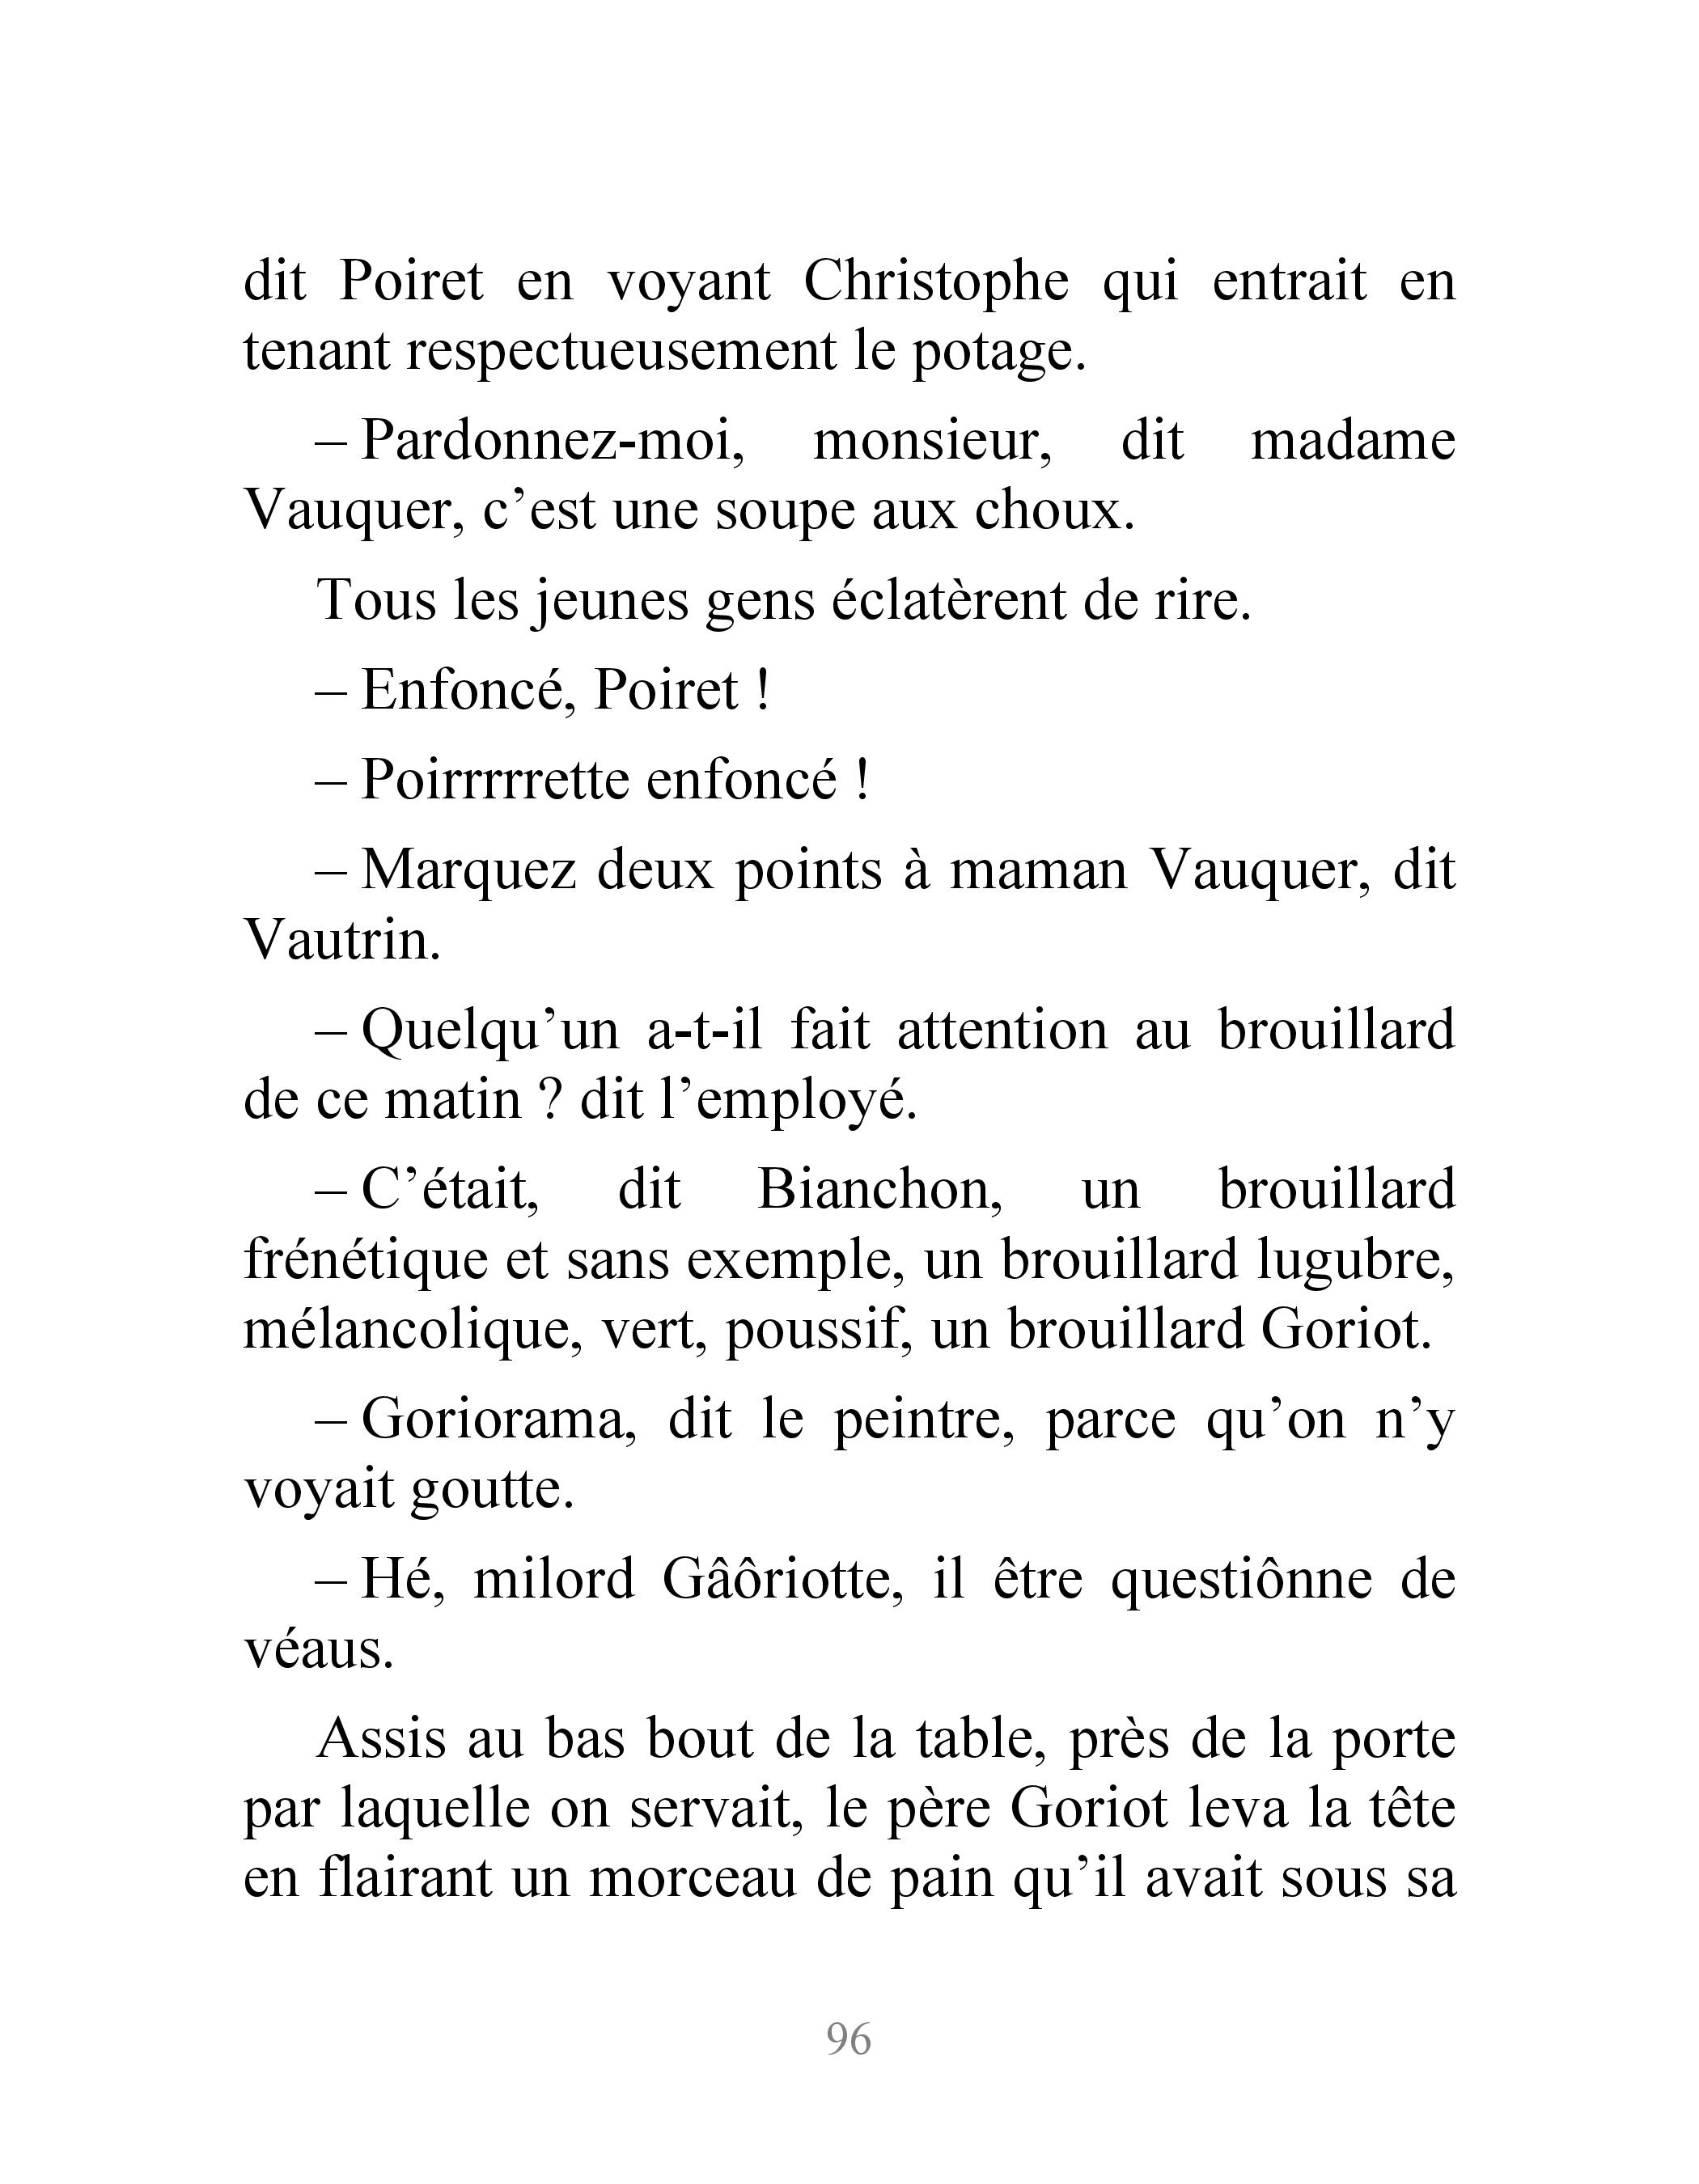 dit Poiret en voyant Christophe qui entrait en
tenant respectueusement le potage.
– Pardonnez-moi, monsieur, dit madame
Vauquer, c’est une soupe aux choux.
Tous les jeunes gens éclatèrent de rire.
– Enfoncé, Poiret !
– Poirrrrrette enfoncé !
– Marquez deux points à maman Vauquer, dit
Vautrin.
– Quelqu’un a-t-il fait attention au brouillard
de ce matin ? dit l’employé.
– C’était, dit Bianchon, un brouillard
frénétique et sans exemple, un brouillard lugubre,
mélancolique, vert, poussif, un brouillard Goriot.
– Goriorama, dit le peintre, parce qu’on n’y
voyait goutte.
– Hé, milord Gâôriotte, il être questiônne de
véaus.
Assis au bas bout de la table, près de la porte
par laquelle on servait, le père Goriot leva la tête
en flairant un morceau de pain qu’il avait sous sa
96